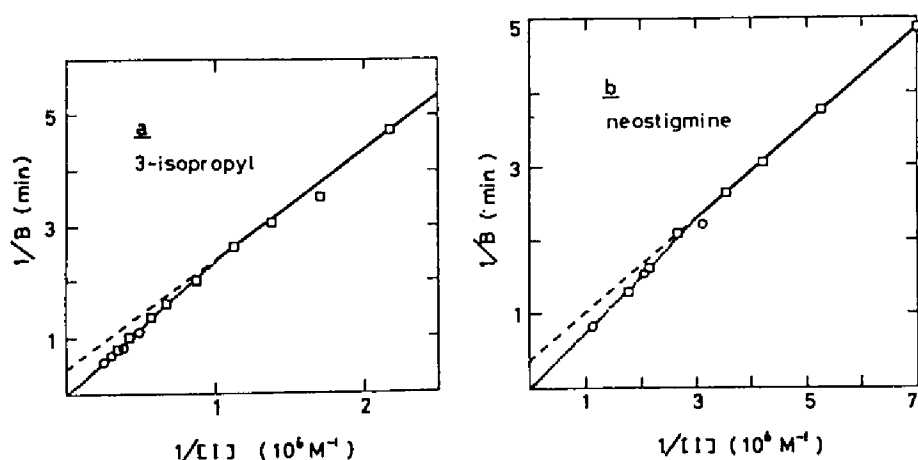 a
3-isopropyl
1/B (min)
5
3
1
1
2
1/[I] (10⁶ M⁻¹)
b
neostigmine
1/B (min)
5
3
1
1
3
5
7
1/[I] (10⁶ M⁻¹)